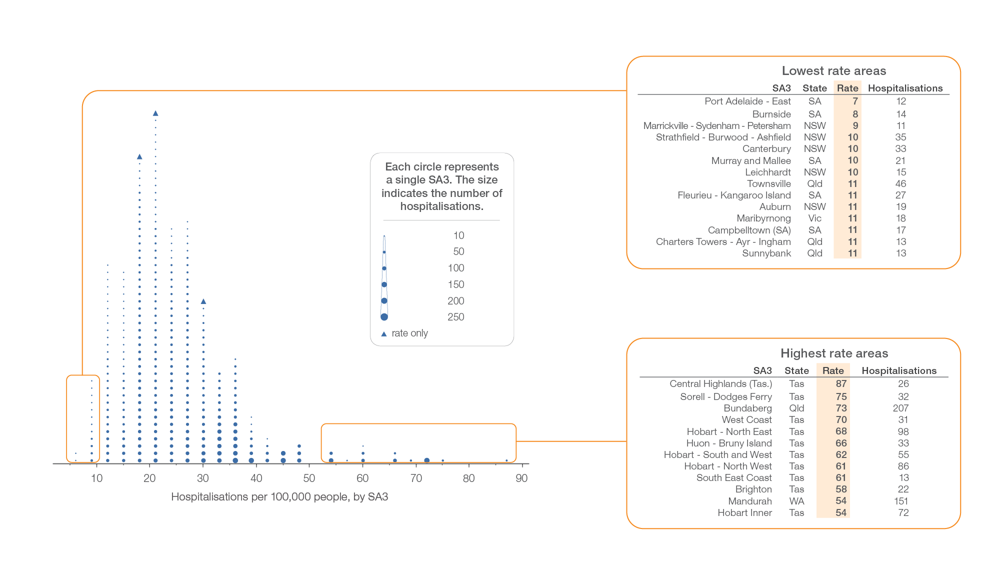 Lowest rate areas
SA3 State Rate Hospitalisations
Port Adelaide - East SA 7 12
Burnside SA 8 14
Marrickville - Sydenham - Petersham NSW 9 11
Strathfield - Burwood - Ashfield NSW 10 35
Canterbury NSW 10 33
Murray and Mallee SA 10 21
Leichhardt NSW 10 15
Townsville Qld 11 46
Fleurieu - Kangaroo Island SA 11 27
Auburn NSW 11 19
Maribyrnong Vic 11 18
Campbelltown (SA) SA 11 17
Charters Towers - Ayr - Ingham Qld 11 13
Sunnybank Qld 11 13
Each circle represents
a single SA3. The size
indicates the number of
hospitalisations.
10
50
100
150
200
250
rate only
Highest rate areas
SA3 State Rate Hospitalisations
Central Highlands (Tas.) Tas 87 26
Sorell - Dodges Ferry Tas 75 32
Bundaberg Qld 73 207
West Coast Tas 70 31
Hobart - North East Tas 68 98
Huon - Bruny Island Tas 66 33
Hobart - South and West Tas 62 55
Hobart - North West Tas 61 86
South East Coast Tas 61 13
Brighton Tas 58 22
Mandurah WA 54 151
Hobart Inner Tas 54 72
10 20 30 40 50 60 70 80 90
Hospitalisations per 100,000 people, by SA3